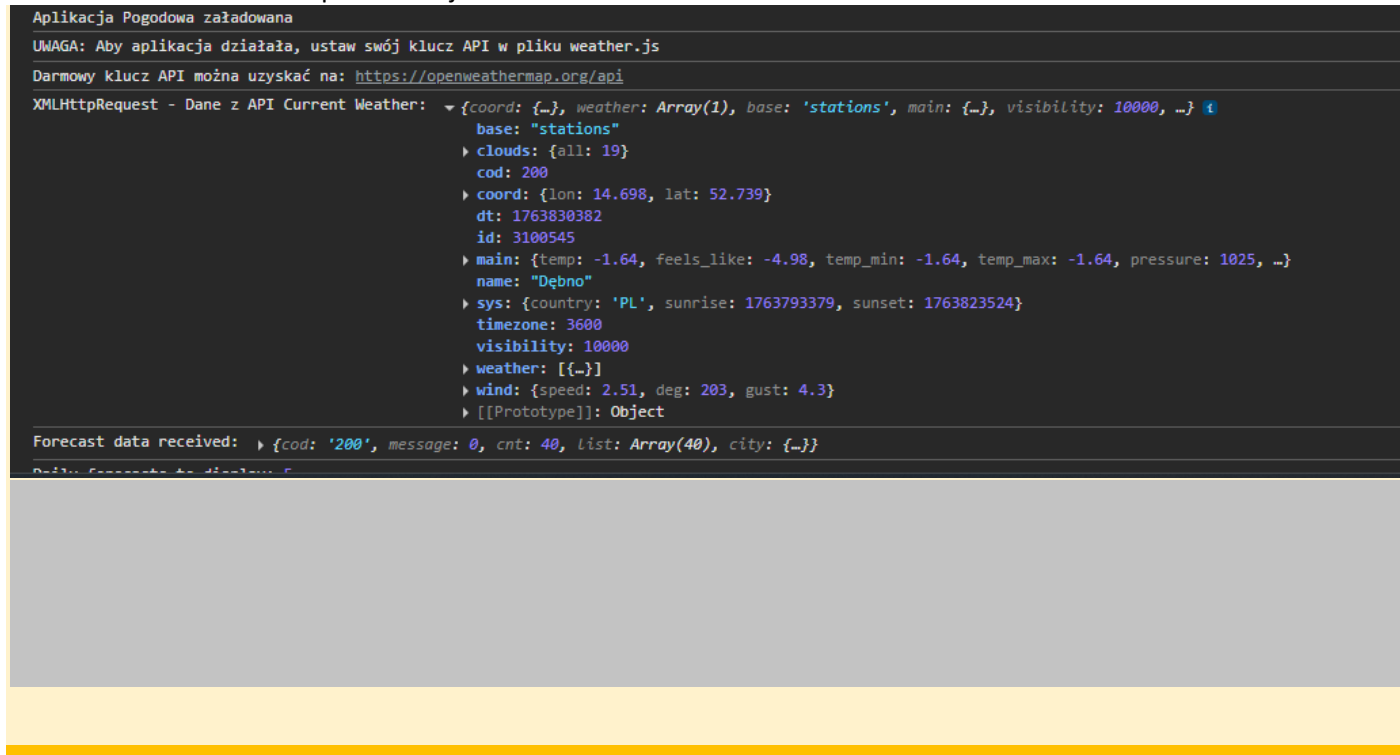 Aplikacja Pogodowa załadowana
UWAGA: Aby aplikacja działała, ustaw swój klucz API w pliku weather.js
Darmowy klucz API można uzyskać na: https://openweathermap.org/api
XMLHttpRequest - Dane z API Current Weather: {coord: {…}, weather: Array(1), base: 'stations', main: {…}, visibility: 10000, …}
base: "stations"
clouds: {all: 19}
cod: 200
coord: {lon: 14.698, lat: 52.739}
dt: 1763830382
id: 3100545
main: {temp: -1.64, feels_like: -4.98, temp_min: -1.64, temp_max: -1.64, pressure: 1025, …}
name: "Dębno"
sys: {country: 'PL', sunrise: 1763793379, sunset: 1763823524}
timezone: 3600
visibility: 10000
weather: [{…}]
wind: {speed: 2.51, deg: 203, gust: 4.3}
[[Prototype]]: Object
Forecast data received: {cod: '200', message: 0, cnt: 40, list: Array(40), city: {…}}